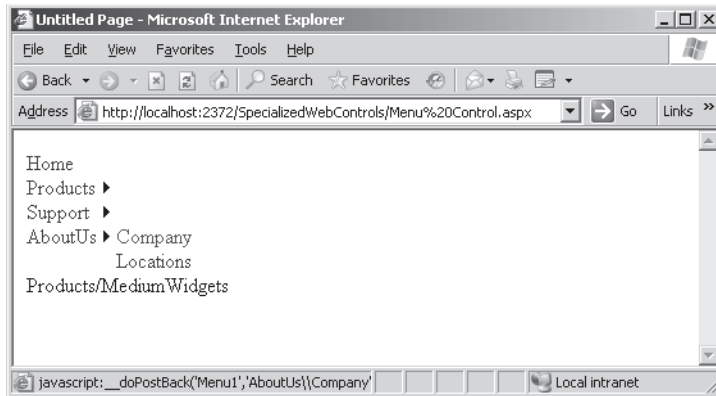 Untitled Page - Microsoft Internet Explorer
File Edit View Favorites Tools Help
Back Search Favorites
Address http://localhost:2372/SpecializedWebControls/Menu%20Control.aspx Go Links »
Home
Products
Support
AboutUs Company
Locations
Products/MediumWidgets
javascript:__doPostBack('Menu1','AboutUs\\Company' Local intranet